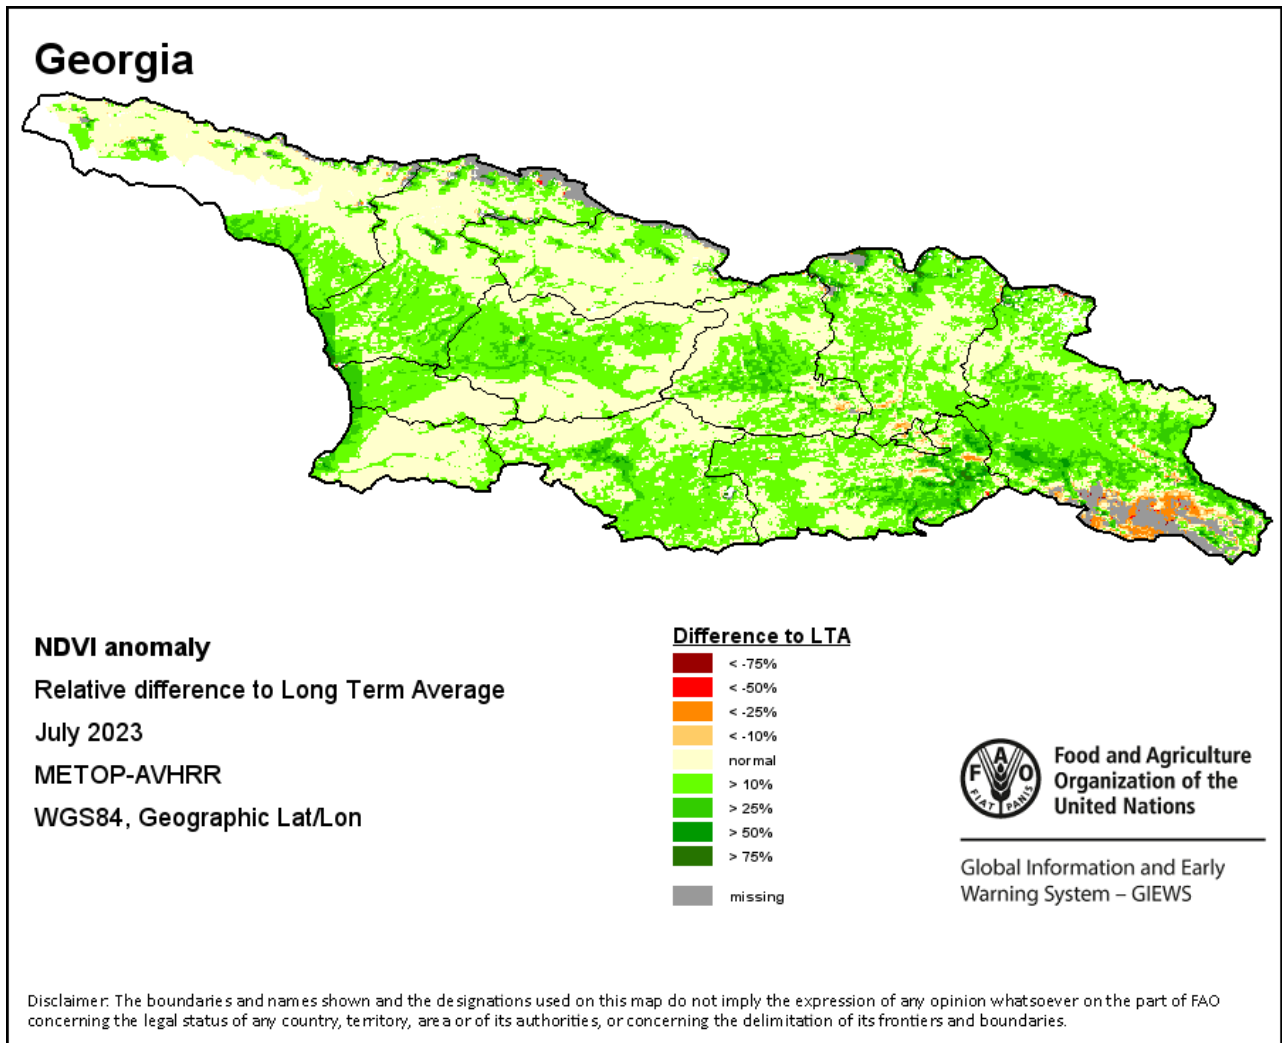 Georgia
NDVI anomaly
Relative difference to Long Term Average
July 2023
METOP-AVHRR
WGS84, Geographic Lat/Lon
Difference to LTA
< -75%
< -50%
< -25%
< -10%
normal
> 10%
> 25%
> 50%
> 75%
missing
F A O
FIAT PANIS
Food and Agriculture
Organization of the
United Nations
Global Information and Early
Warning System – GIEWS
Disclaimer: The boundaries and names shown and the designations used on this map do not imply the expression of any opinion whatsoever on the part of FAO
concerning the legal status of any country, territory, area or of its authorities, or concerning the delimitation of its frontiers and boundaries.